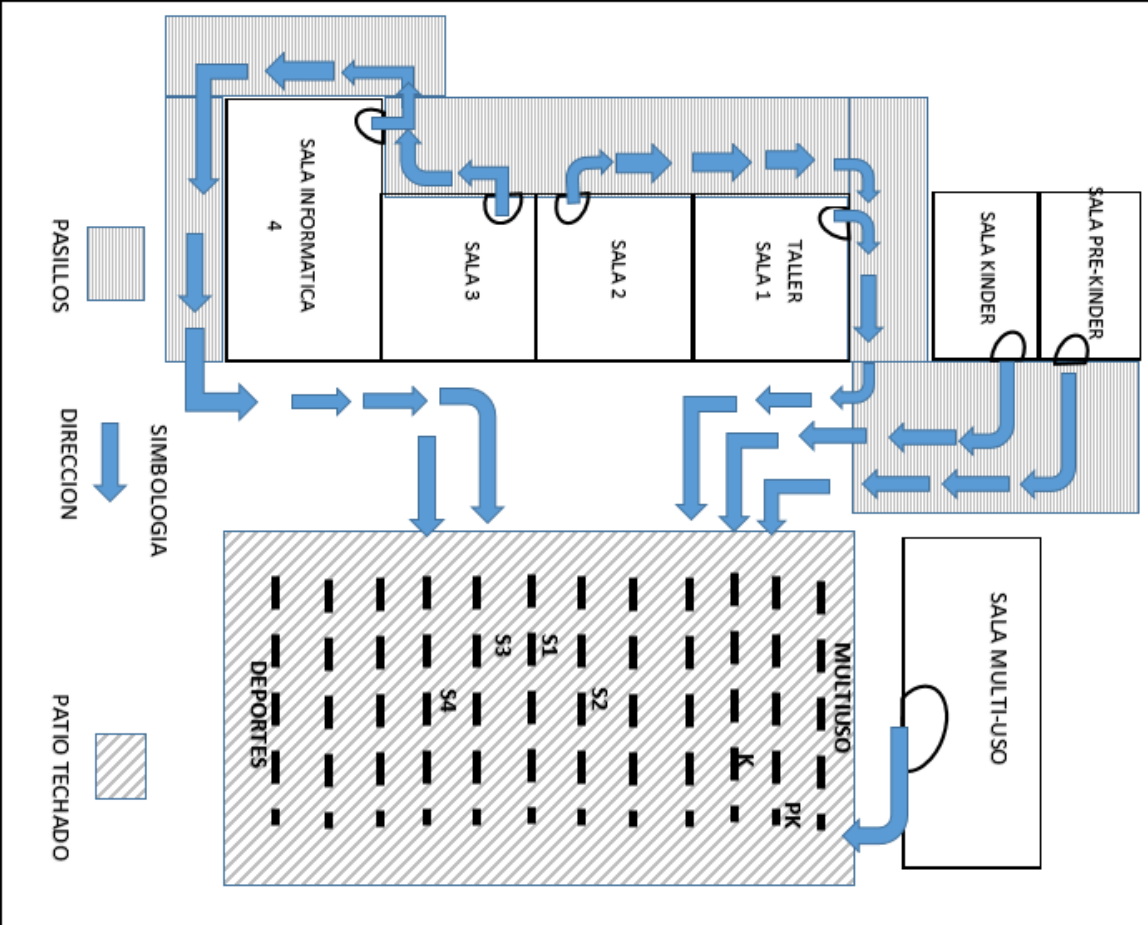 SALA PRE-KINDER
SALA KINDER
TALLER
SALA 1
SALA 2
SALA 3
SALA INFORMATICA
4
PASILLOS
SIMBOLOGIA
DIRECCION
SALA MULTI-USO
MULTIUSO
PK
K
S2
S1
S3
S4
DEPORTES
PATIO TECHADO